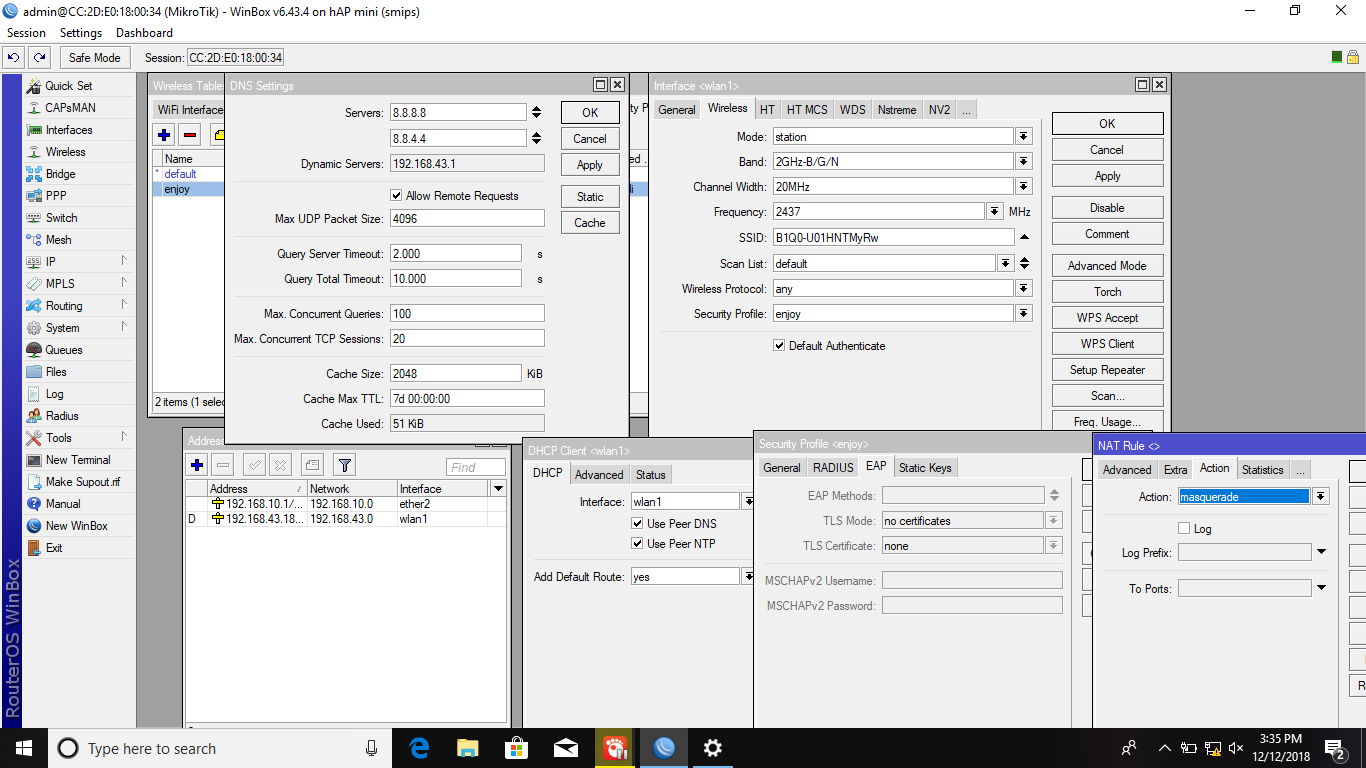 admin@CC:2D:E0:18:00:34 (MikroTik) - WinBox v6.43.4 on hAP mini (smips)
Session Settings Dashboard
Safe Mode Session: CC:2D:E0:18:00:34
Quick Set
CAPsMAN
Interfaces
Wireless
Bridge
PPP
Switch
Mesh
IP
MPLS
Routing
System
Queues
Files
Log
Radius
Tools
New Terminal
Make Supout.rif
Manual
New WinBox
Exit
RouterOS WinBox
Wireless Tables
WiFi Interface
Name
* default
enjoy
2 items (1 selec
DNS Settings
Servers: 8.8.8.8
8.8.4.4
Dynamic Servers: 192.168.43.1
Allow Remote Requests
Max UDP Packet Size: 4096
Query Server Timeout: 2.000 s
Query Total Timeout: 10.000 s
Max. Concurrent Queries: 100
Max. Concurrent TCP Sessions: 20
Cache Size: 2048 KiB
Cache Max TTL: 7d 00:00:00
Cache Used: 51 KiB
OK
Cancel
Apply
Static
Cache
Interface <wlan1>
General Wireless HT HT MCS WDS Nstreme NV2 ...
Mode: station
Band: 2GHz-B/G/N
Channel Width: 20MHz
Frequency: 2437 MHz
SSID: B1Q0-U01HNTMyRw
Scan List: default
Wireless Protocol: any
Security Profile: enjoy
Default Authenticate
OK
Cancel
Apply
Disable
Comment
Advanced Mode
Torch
WPS Accept
WPS Client
Setup Repeater
Scan...
Freq. Usage...
Address
Find
Address Network Interface
192.168.10.1/... 192.168.10.0 ether2
D 192.168.43.18... 192.168.43.0 wlan1
DHCP Client <wlan1>
DHCP Advanced Status
Interface: wlan1
Use Peer DNS
Use Peer NTP
Add Default Route: yes
Security Profile <enjoy>
General RADIUS EAP Static Keys
EAP Methods:
TLS Mode: no certificates
TLS Certificate: none
MSCHAPv2 Username:
MSCHAPv2 Password:
NAT Rule <>
Advanced Extra Action Statistics ...
Action: masquerade
Log
Log Prefix:
To Ports:
R
Type here to search
3:35 PM
12/12/2018
2